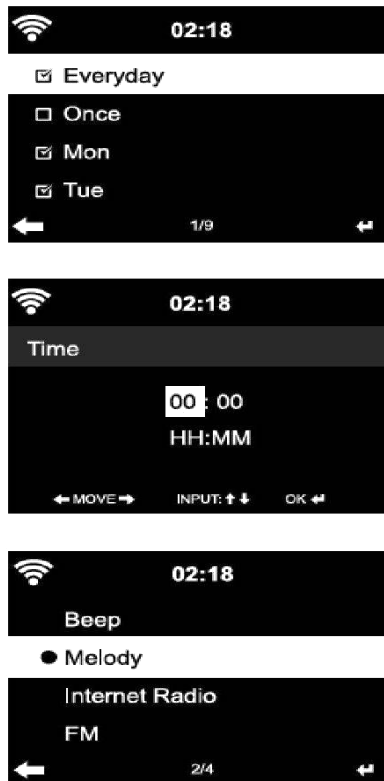 02:18
Everyday
Once
Mon
Tue
1/9
02:18
Time
00 : 00
HH:MM
MOVE INPUT: OK
02:18
Beep
Melody
Internet Radio
FM
2/4